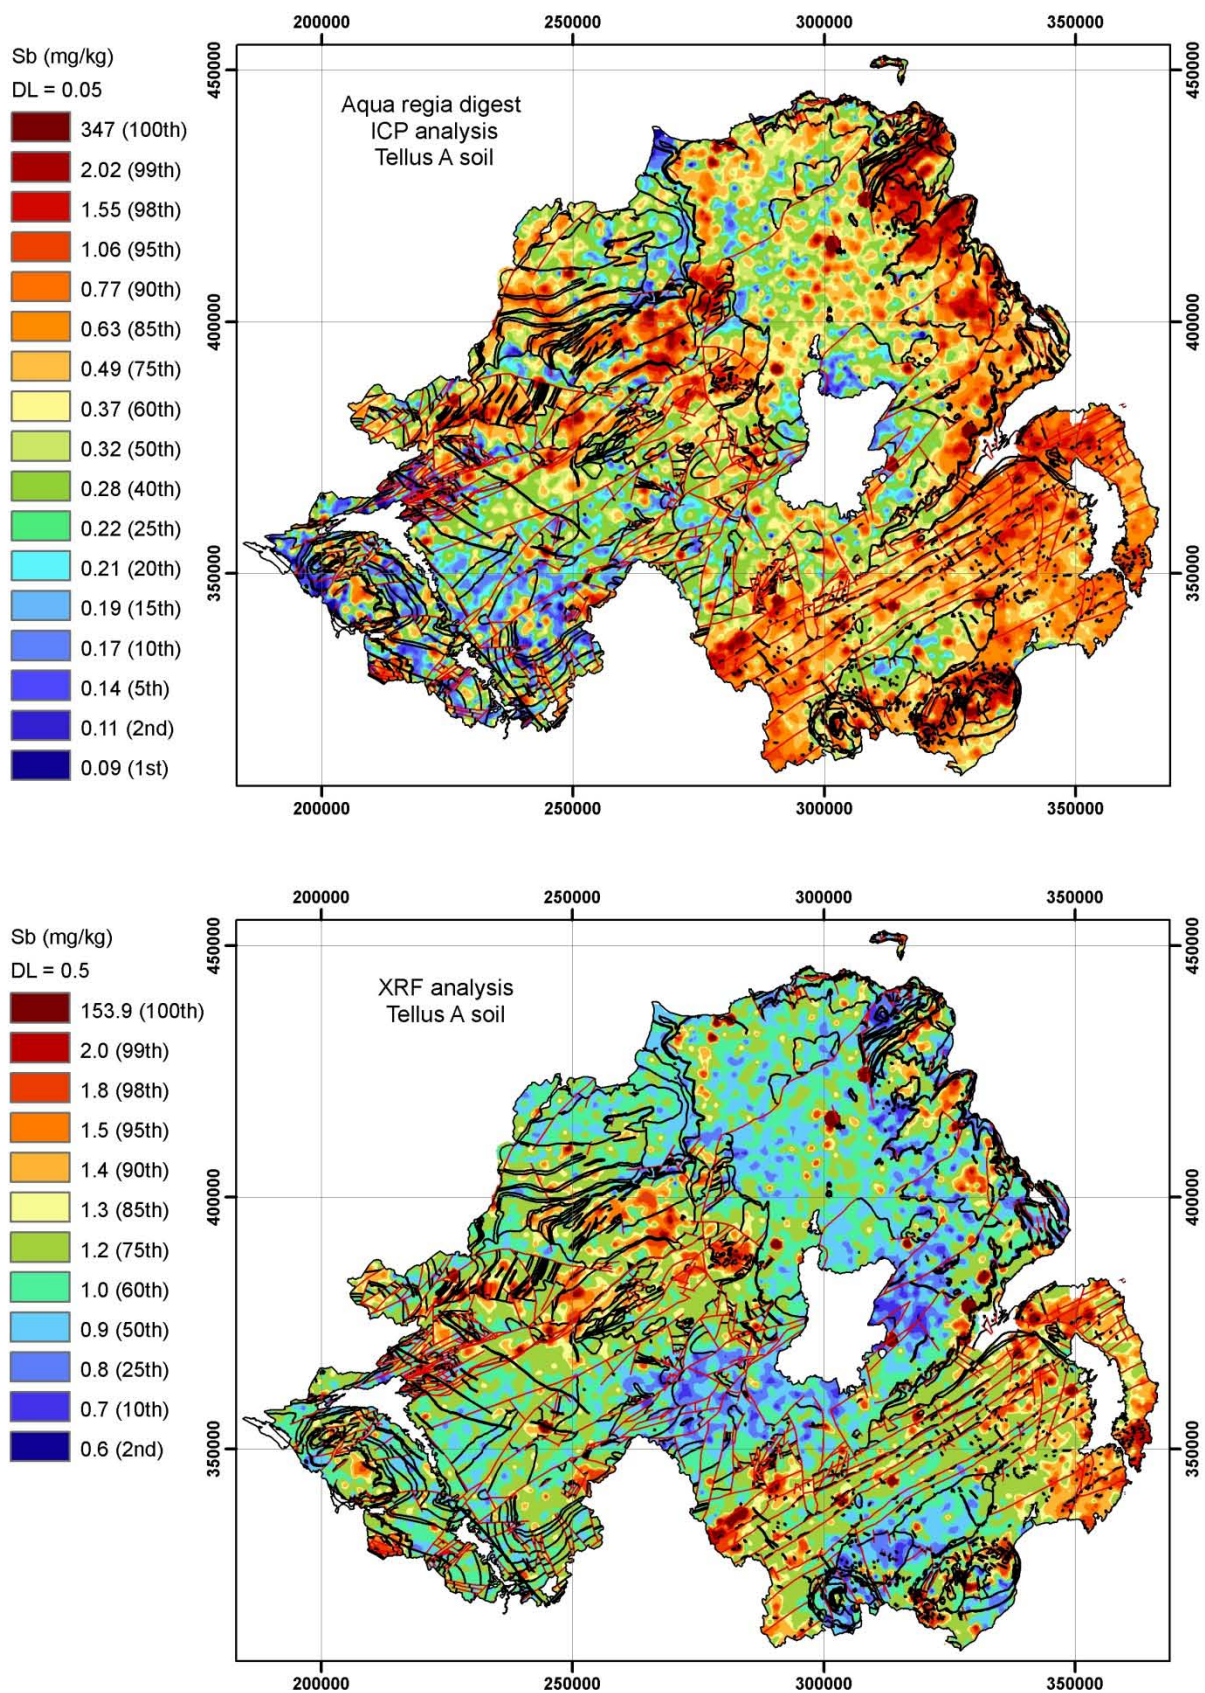 200000 250000 300000 350000
Sb (mg/kg)
DL = 0.05
347 (100th)
2.02 (99th)
1.55 (98th)
1.06 (95th)
0.77 (90th)
0.63 (85th)
0.49 (75th)
0.37 (60th)
0.32 (50th)
0.28 (40th)
0.22 (25th)
0.21 (20th)
0.19 (15th)
0.17 (10th)
0.14 (5th)
0.11 (2nd)
0.09 (1st)
Aqua regia digest
ICP analysis
Tellus A soil
450000 450000
400000 400000
350000 350000
200000 250000 300000 350000
200000 250000 300000 350000
Sb (mg/kg)
DL = 0.5
153.9 (100th)
2.0 (99th)
1.8 (98th)
1.5 (95th)
1.4 (90th)
1.3 (85th)
1.2 (75th)
1.0 (60th)
0.9 (50th)
0.8 (25th)
0.7 (10th)
0.6 (2nd)
XRF analysis
Tellus A soil
450000 450000
400000 400000
350000 350000
200000 250000 300000 350000